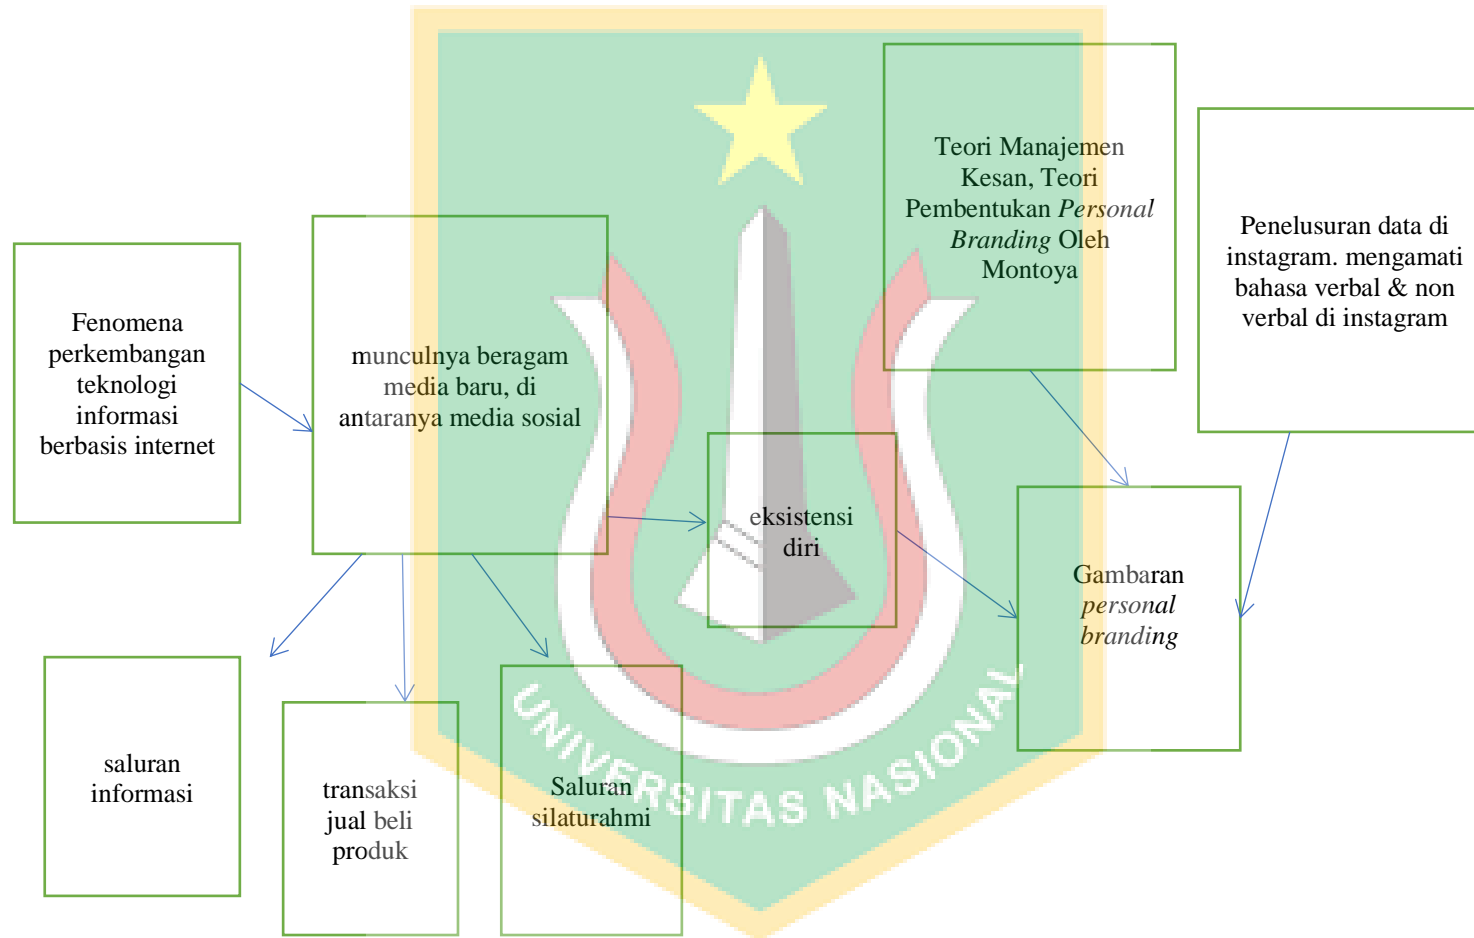 Fenomena
perkembangan
teknologi
informasi
berbasis internet
munculnya beragam
media baru, di
antaranya media sosial
saluran
informasi
transaksi
jual beli
produk
Saluran
silaturahmi
eksistensi
diri
Teori Manajemen
Kesan, Teori
Pembentukan Personal
Branding Oleh
Montoya
Penelusuran data di
instagram. mengamati
bahasa verbal & non
verbal di instagram
Gambaran
personal
branding
UNIVERSITAS NASIONAL